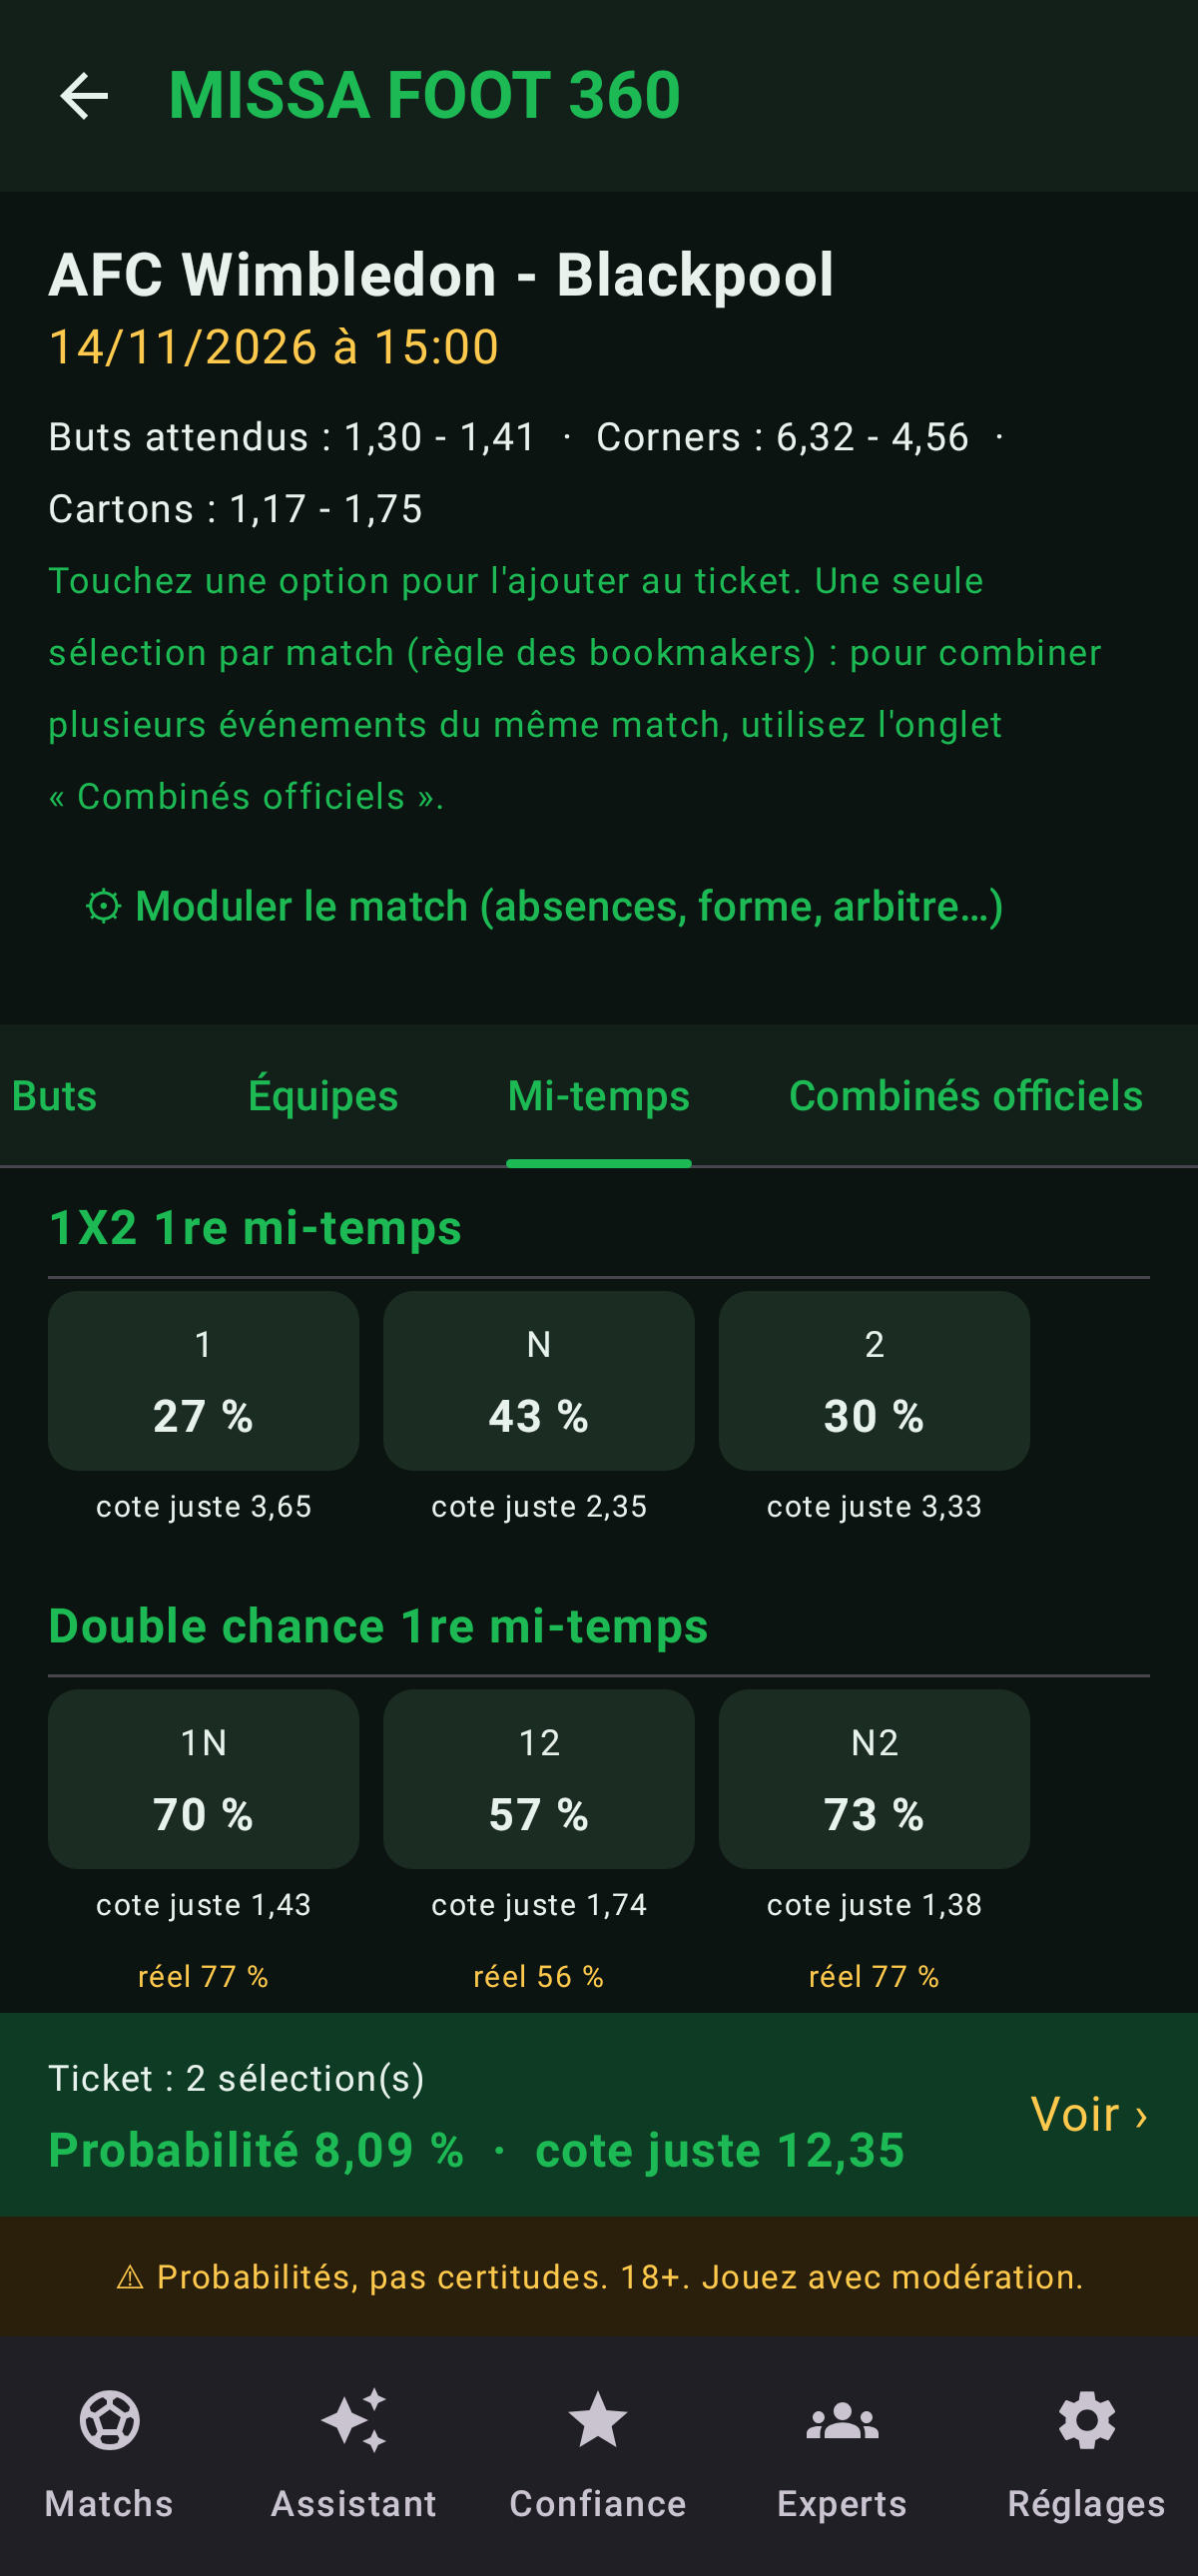 MISSA FOOT 360
AFC Wimbledon - Blackpool
14/11/2026 à 15:00
Buts attendus : 1,30 - 1,41 · Corners : 6,32 - 4,56 ·
Cartons : 1,17 - 1,75
Touchez une option pour l'ajouter au ticket. Une seule
sélection par match (règle des bookmakers) : pour combiner
plusieurs événements du même match, utilisez l'onglet
« Combinés officiels ».
Moduler le match (absences, forme, arbitre…)
Buts Équipes Mi-temps Combinés officiels
1X2 1re mi-temps
1 N 2
27 % 43 % 30 %
cote juste 3,65 cote juste 2,35 cote juste 3,33
Double chance 1re mi-temps
1N 12 N2
70 % 57 % 73 %
cote juste 1,43 cote juste 1,74 cote juste 1,38
réel 77 % réel 56 % réel 77 %
Ticket : 2 sélection(s)
Voir ›
Probabilité 8,09 % · cote juste 12,35
⚠ Probabilités, pas certitudes. 18+. Jouez avec modération.
Matchs Assistant Confiance Experts Réglages